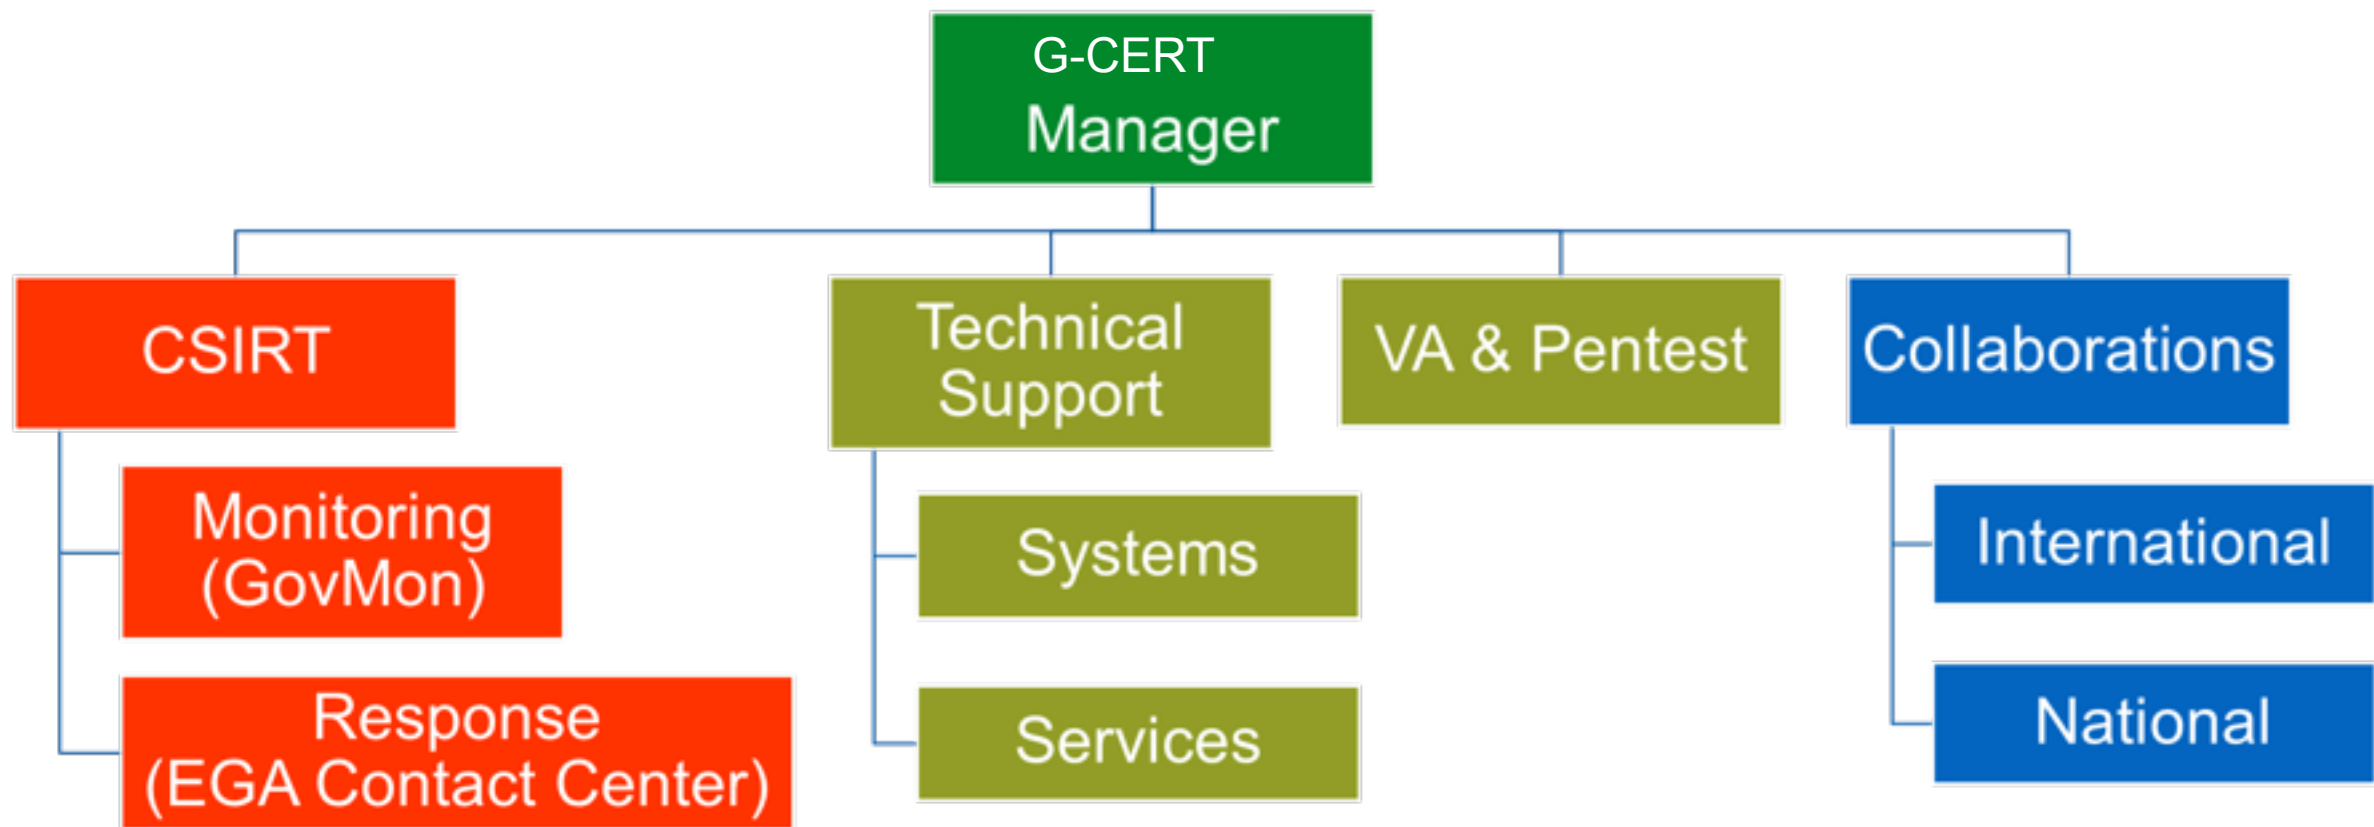 G-CERT
Manager
CSIRT
Monitoring
(GovMon)
Response
(EGA Contact Center)
Technical
Support
Systems
Services
VA & Pentest
Collaborations
International
National